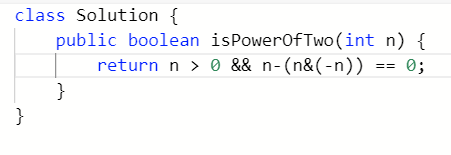 class Solution {
    public boolean isPowerOfTwo(int n) {
        return n > 0 && n-(n&(-n)) == 0;
    }
}